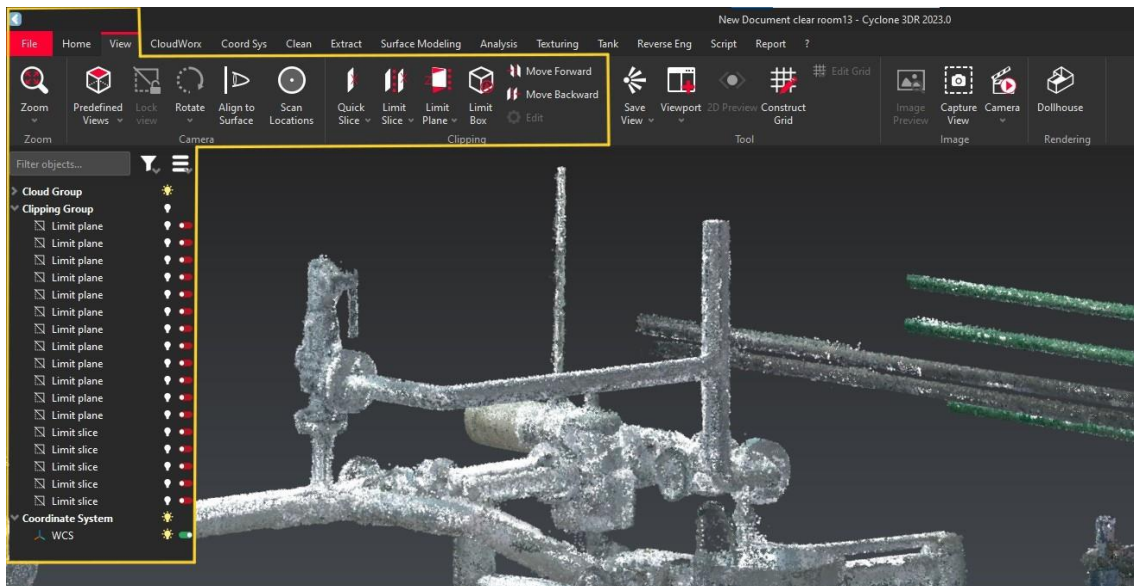 New Document clear room13 - Cyclone 3DR 2023.0
File Home View CloudWorx Coord Sys Clean Extract Surface Modeling Analysis Texturing Tank Reverse Eng Script Report ?
Zoom
Predefined Views
Lock view
Rotate
Align to Surface
Scan Locations
Quick Slice
Limit Slice
Limit Plane
Limit Box
Move Forward
Move Backward
Edit
Save View
Viewport
2D Preview
Construct Grid
Edit Grid
Image Preview
Capture View
Camera
Dollhouse
Zoom Camera Clipping Tool Image Rendering
Filter objects...
Cloud Group
Clipping Group
Limit plane
Limit plane
Limit plane
Limit plane
Limit plane
Limit plane
Limit plane
Limit plane
Limit plane
Limit plane
Limit plane
Limit plane
Limit slice
Limit slice
Limit slice
Limit slice
Limit slice
Coordinate System
WCS